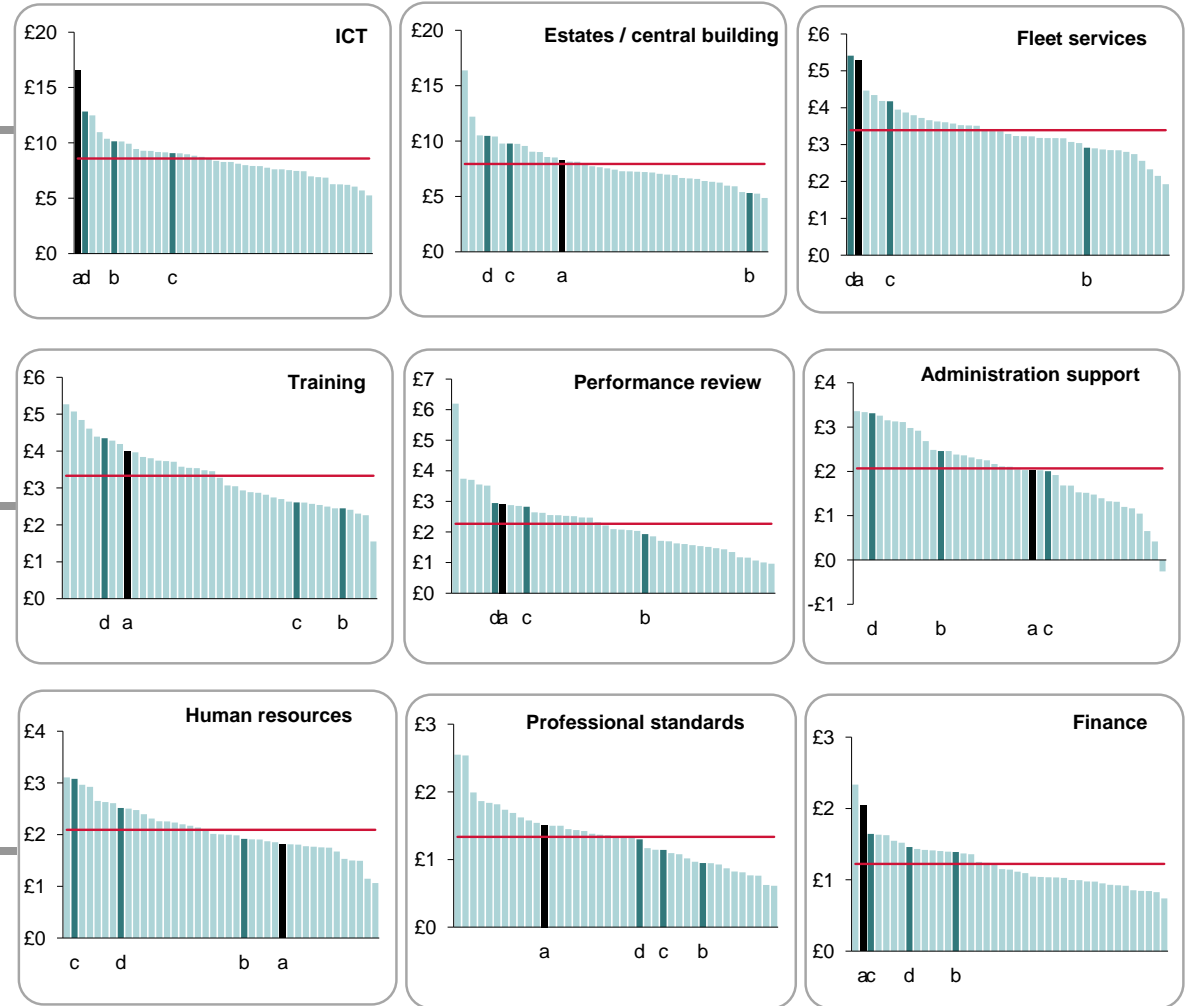 ICT
£20
£15
£10
£5
£0
ad b c
Estates / central building
£20
£15
£10
£5
£0
d c a b
Fleet services
£6
£5
£4
£3
£2
£1
£0
da c b
Training
£6
£5
£4
£3
£2
£1
£0
d a c b
Performance review
£7
£6
£5
£4
£3
£2
£1
£0
da c b
Administration support
£4
£3
£2
£1
£0
-£1
d b a c
Human resources
£4
£3
£2
£1
£0
c d b a
Professional standards
£3
£2
£1
£0
a d c b
Finance
£3
£2
£1
£0
ac d b